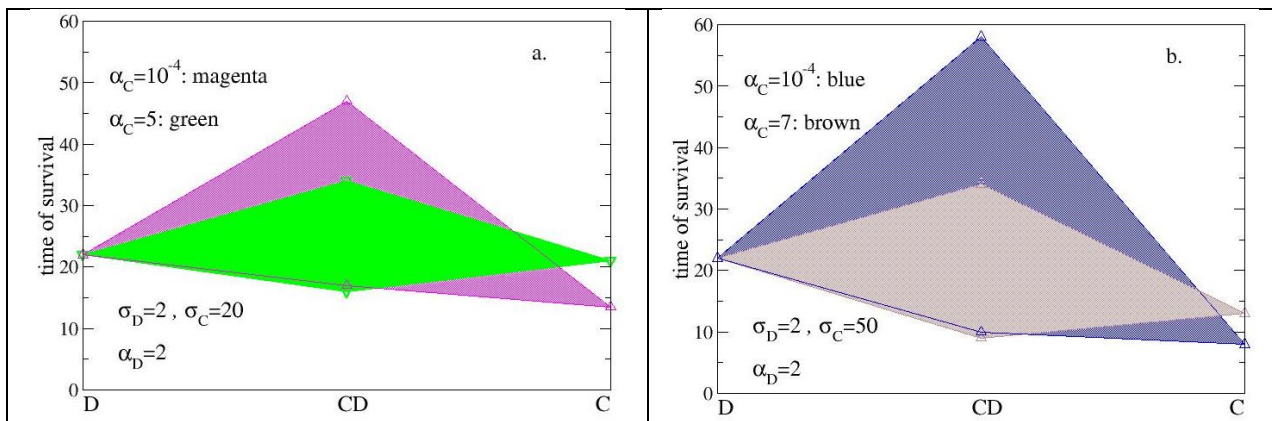 60
50
40
30
20
10
0
time of survival
a.
α_C=10^-4: magenta
α_C=5: green
σ_D=2 , σ_C=20
α_D=2
D CD C
60
50
40
30
20
10
0
time of survival
b.
α_C=10^-4: blue
α_C=7: brown
σ_D=2 , σ_C=50
α_D=2
D CD C